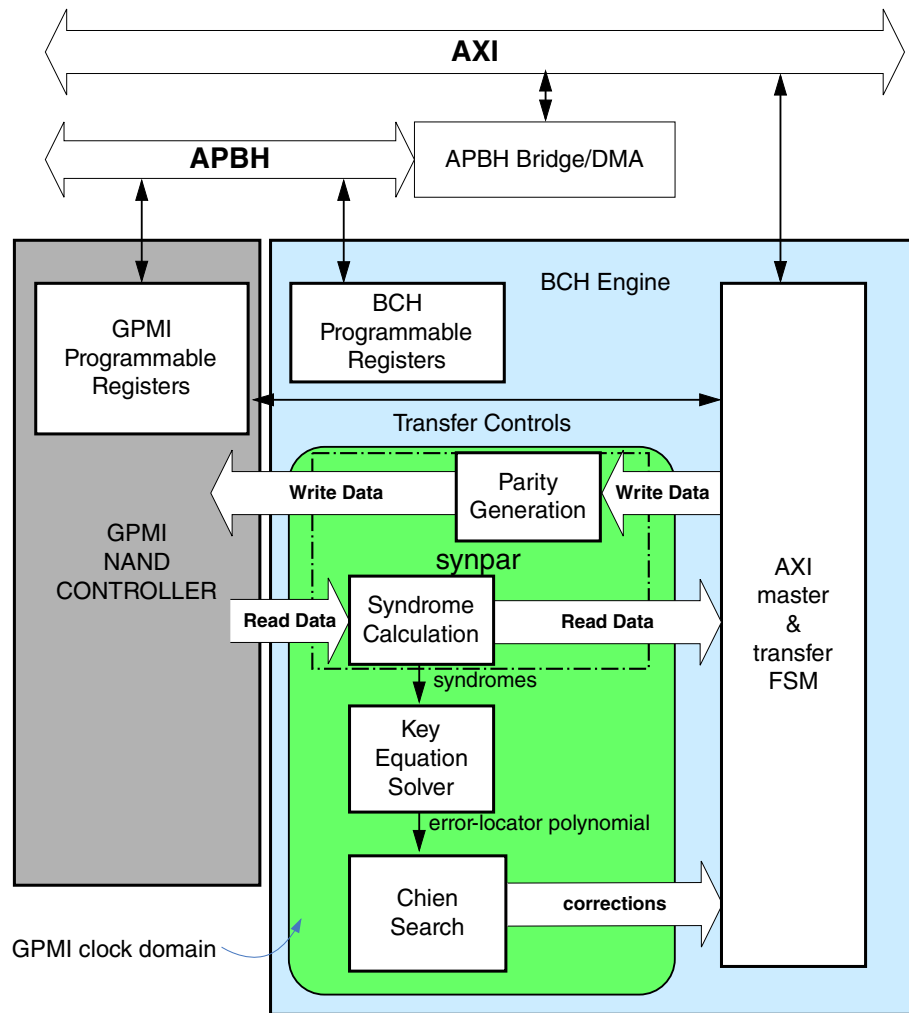 AXI
APBH
APBH Bridge/DMA
BCH Engine
GPMI
Programmable
Registers
BCH
Programmable
Registers
Transfer Controls
Write Data
Parity
Generation
Write Data
GPMI
NAND
CONTROLLER
synpar
Read Data
Syndrome
Calculation
Read Data
AXI
master
&
transfer
FSM
syndromes
Key
Equation
Solver
error-locator polynomial
Chien
Search
corrections
GPMI clock domain